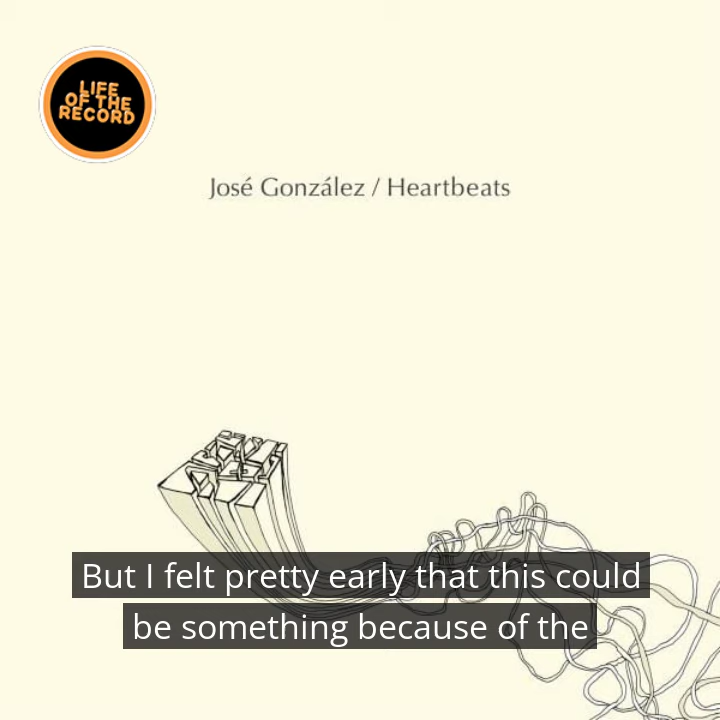 LIFE
OF THE
RECORD
José González / Heartbeats
But I felt pretty early that this could
be something because of the